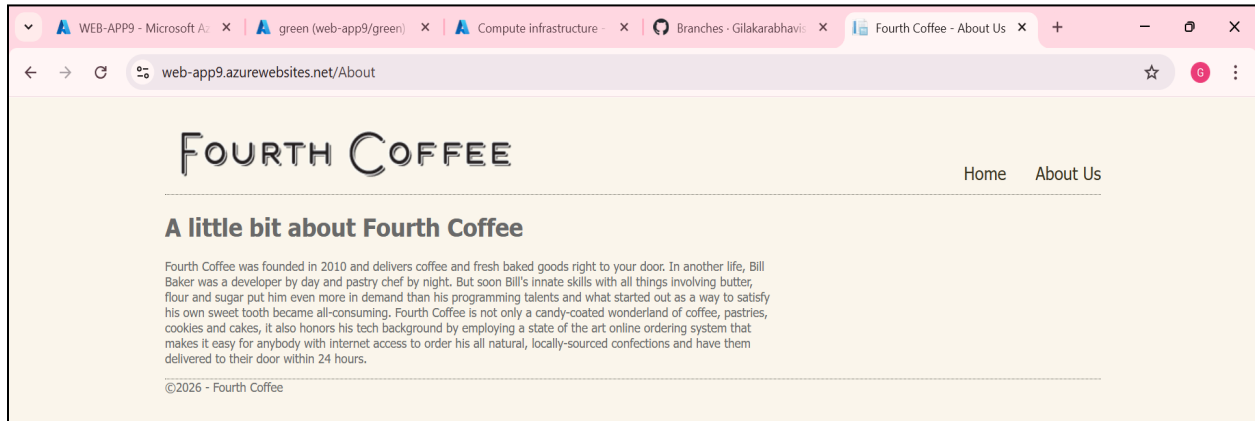 WEB-APP9 - Microsoft Az
green (web-app9/green)
Compute infrastructure -
Branches · Gilakarabhavis
Fourth Coffee - About Us
web-app9.azurewebsites.net/About
G
FOURTH COFFEE
Home
About Us
A little bit about Fourth Coffee
Fourth Coffee was founded in 2010 and delivers coffee and fresh baked goods right to your door. In another life, Bill
Baker was a developer by day and pastry chef by night. But soon Bill's innate skills with all things involving butter,
flour and sugar put him even more in demand than his programming talents and what started out as a way to satisfy
his own sweet tooth became all-consuming. Fourth Coffee is not only a candy-coated wonderland of coffee, pastries,
cookies and cakes, it also honors his tech background by employing a state of the art online ordering system that
makes it easy for anybody with internet access to order his all natural, locally-sourced confections and have them
delivered to their door within 24 hours.
©2026 - Fourth Coffee